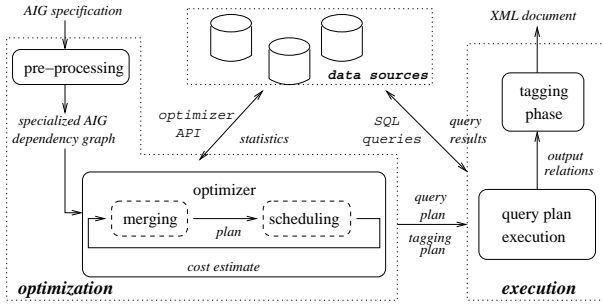 AIG specification
pre-processing
specialized AIG
dependency graph
data sources
optimizer
API
statistics
SQL
queries
query
results
XML document
tagging
phase
output
relations
optimizer
merging
plan
scheduling
cost estimate
query
plan
tagging
plan
query plan
execution
optimization
execution